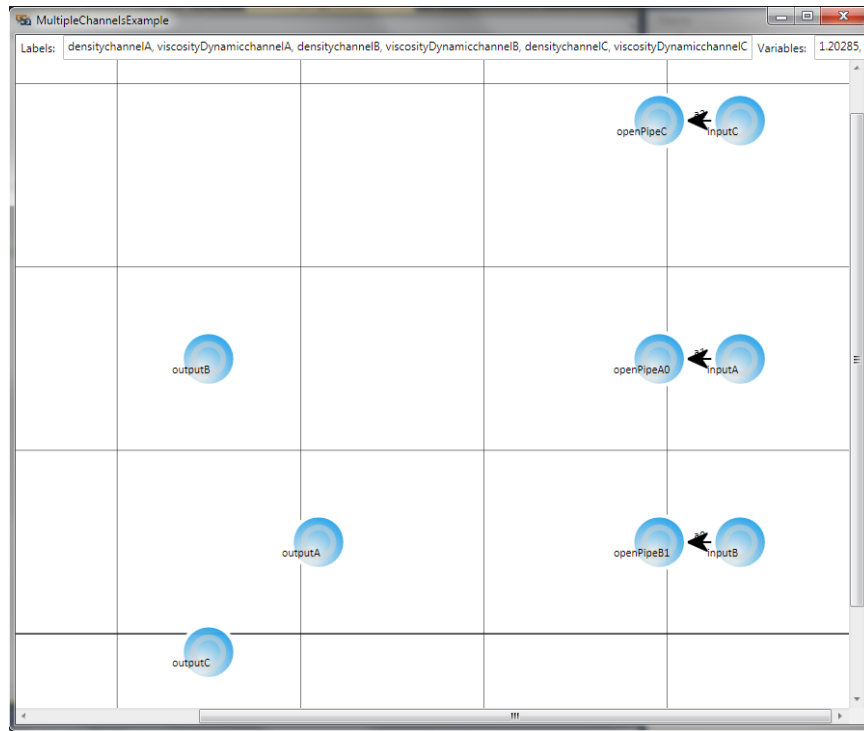 MultipleChannelsExample
Labels: densitychannelA, viscosityDynamicchannelA, densitychannelB, viscosityDynamicchannelB, densitychannelC, viscosityDynamicchannelC Variables: 1.20285,
openPipeC inputC
outputB openPipeA0 inputA
outputA openPipeB1 inputB
outputC